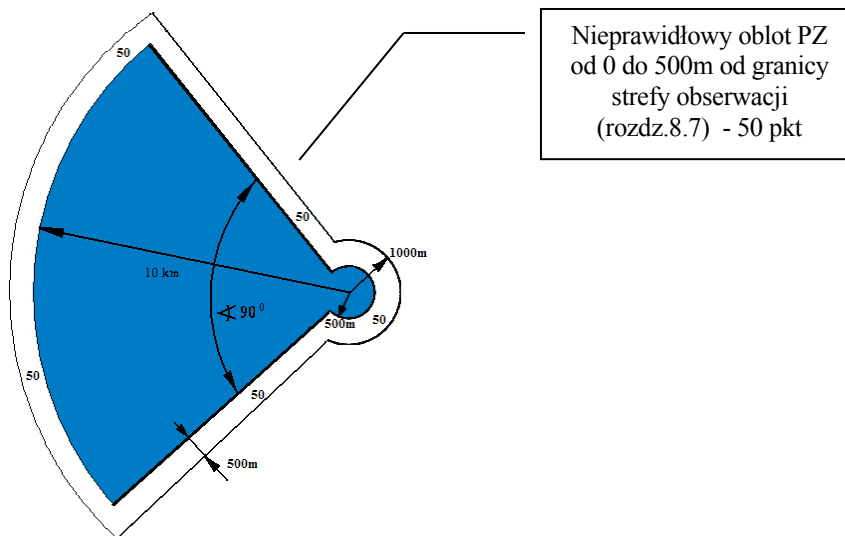 50
Nieprawidłowy oblot PZ
od 0 do 500m od granicy
strefy obserwacji
(rozdz.8.7) - 50 pkt
50
1000m
10 km
∢ 90 0
500m
50
50
50
500m